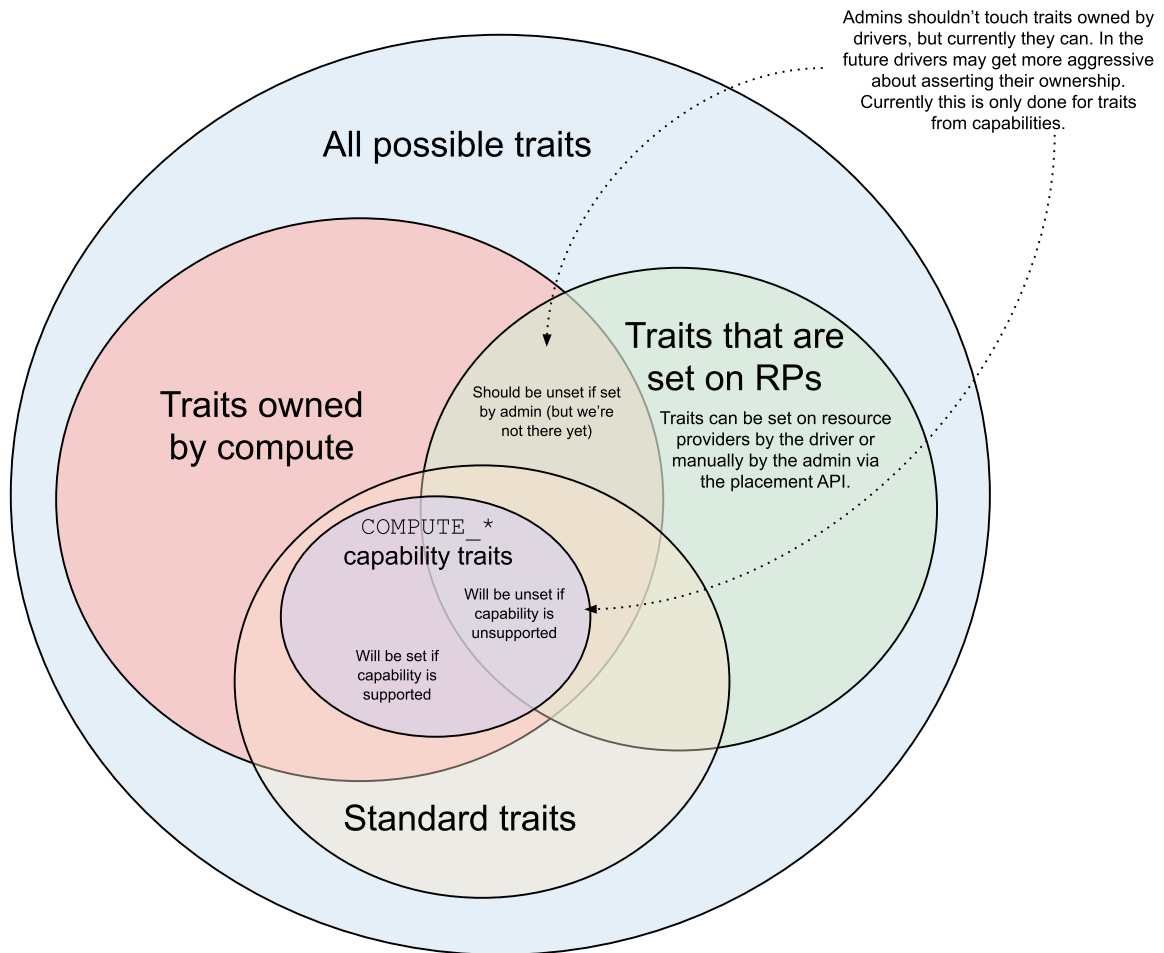 Admins shouldn’t touch traits owned by
drivers, but currently they can. In the
future drivers may get more aggressive
about asserting their ownership.
Currently this is only done for traits
from capabilities.
All possible traits
Traits owned
by compute
Traits that are
set on RPs
Traits can be set on resource
providers by the driver or
manually by the admin via
the placement API.
Should be unset if set
by admin (but we’re
not there yet)
COMPUTE_*
capability traits
Will be unset if
capability is
unsupported
Will be set if
capability is
supported
Standard traits